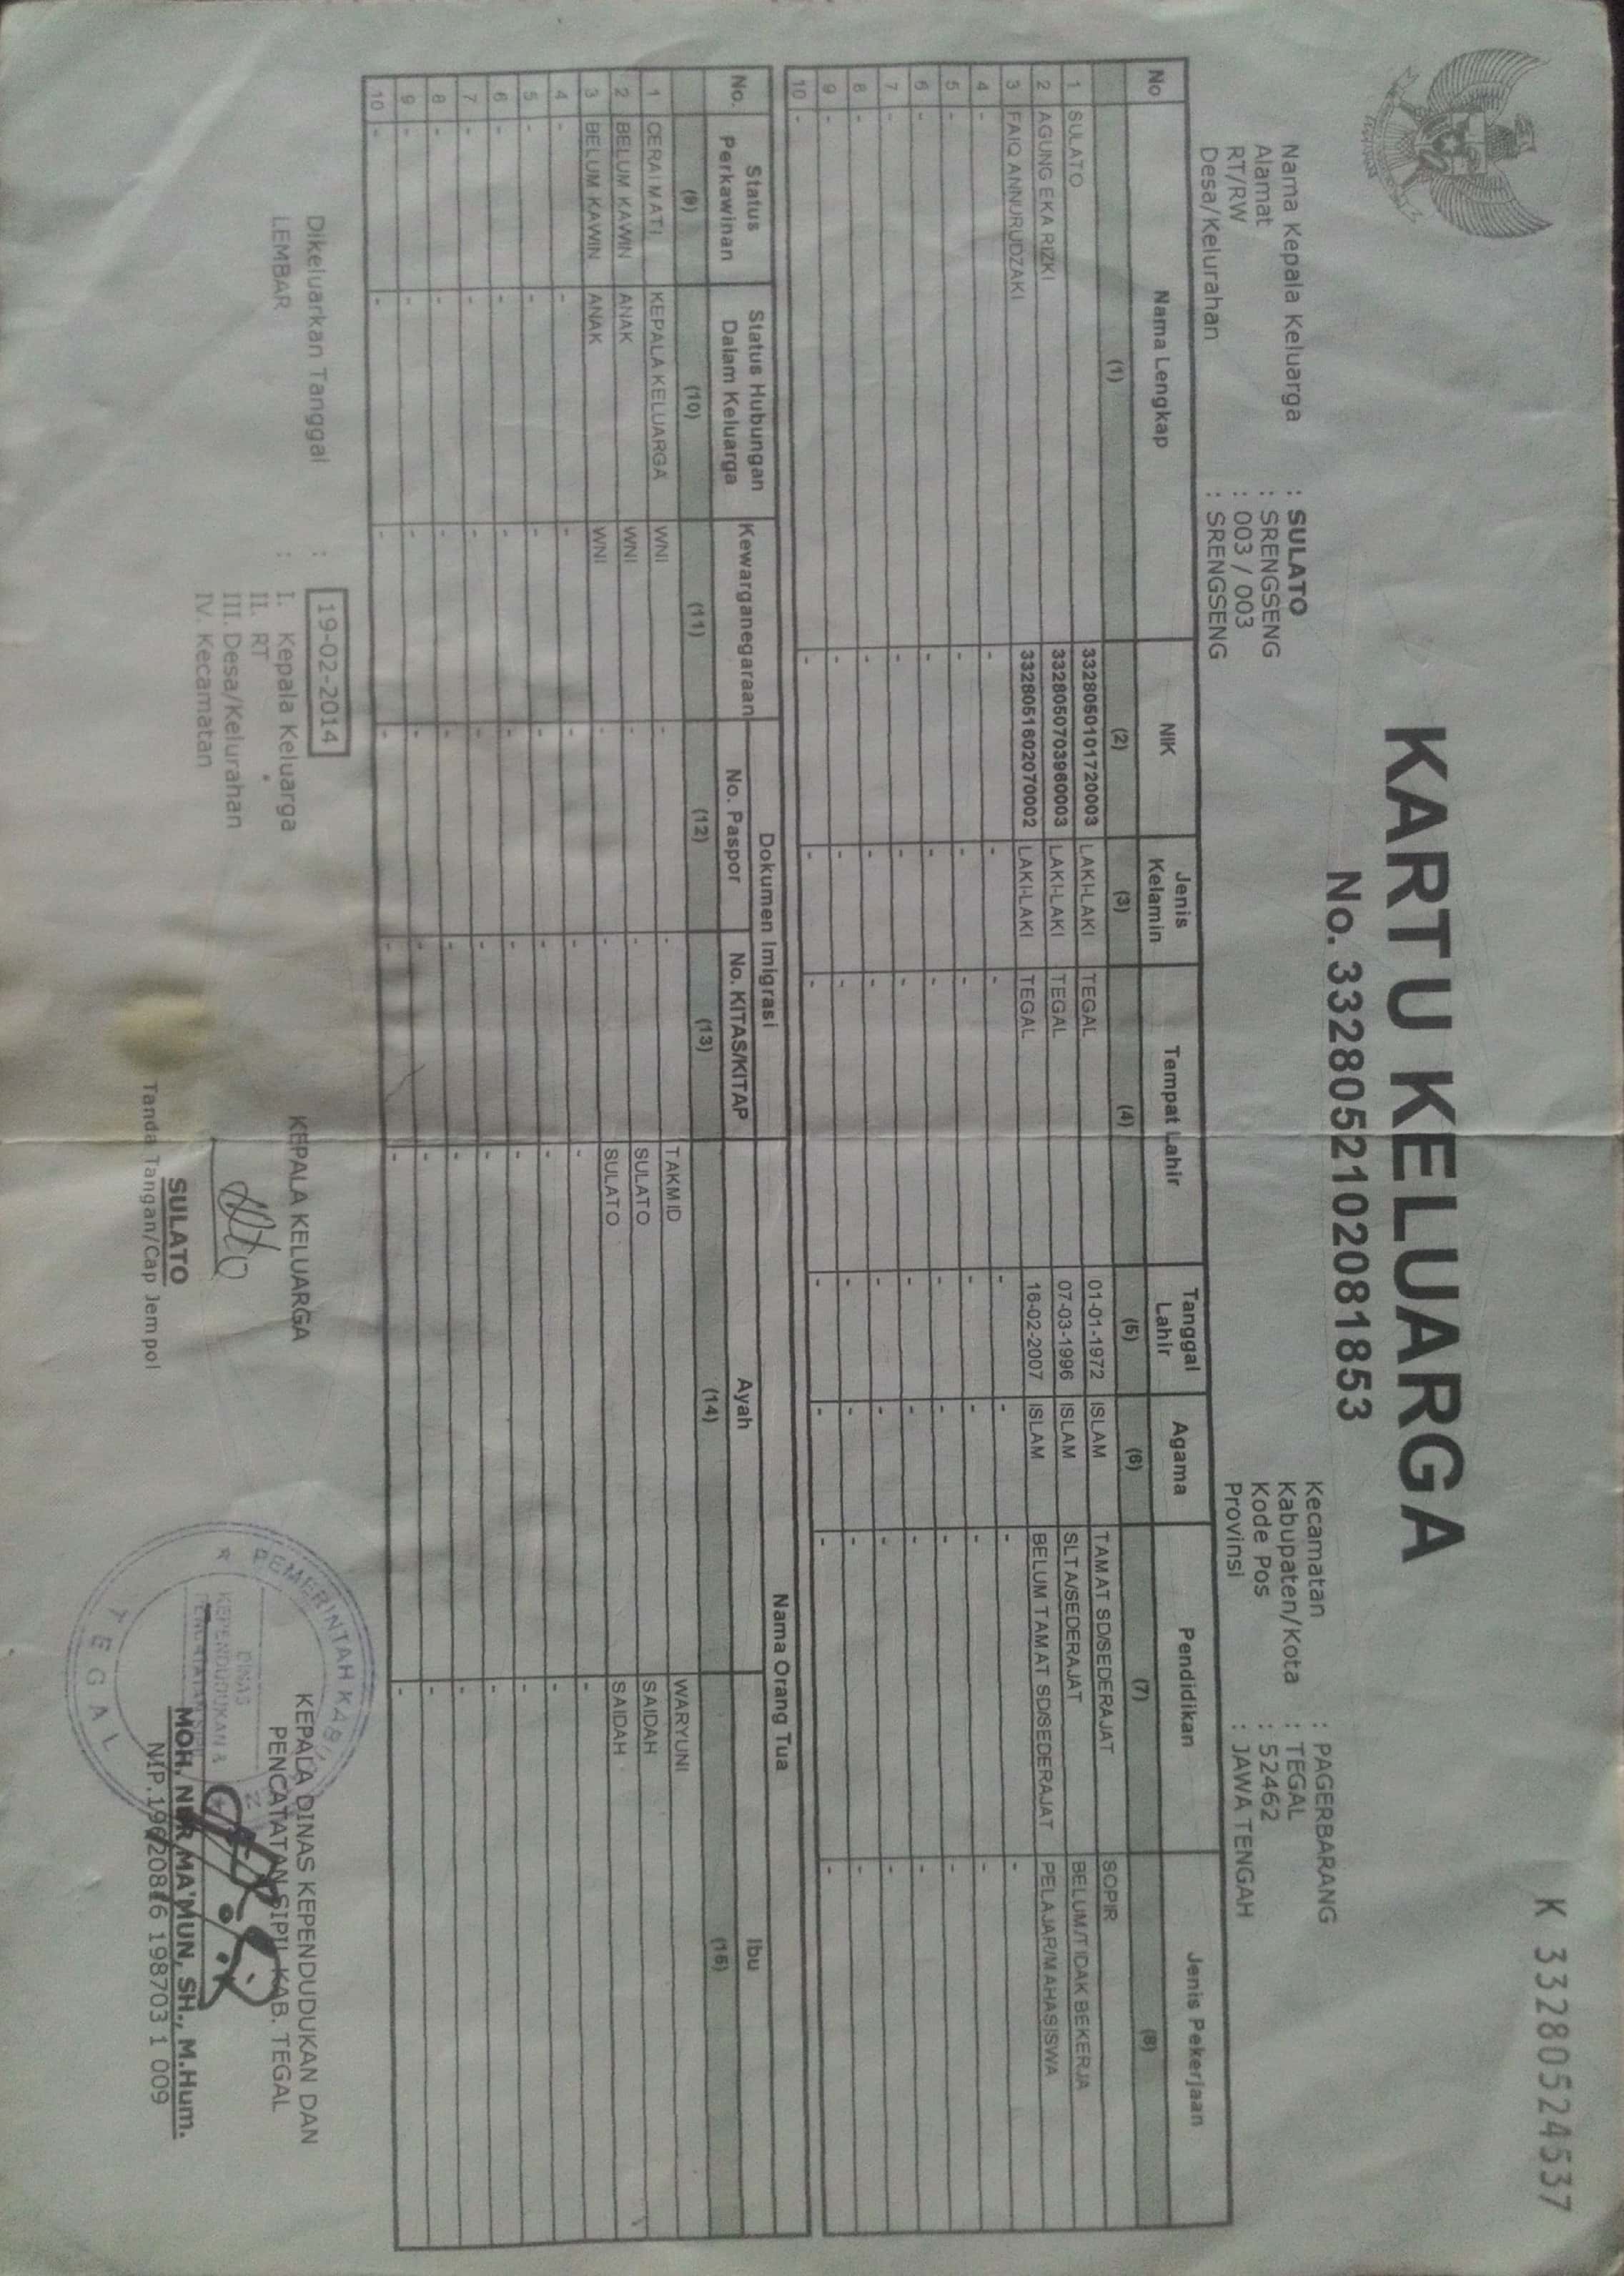 K 33280524537
KARTU KELUARGA
No. 3328052102081853
Nama Kepala Keluarga : SULATO
Alamat : SRENGSENG
RT/RW : 003 / 003
Desa/Kelurahan : SRENGSENG
Kecamatan : PAGERBARANG
Kabupaten/Kota : TEGAL
Kode Pos : 52462
Provinsi : JAWA TENGAH
No Nama Lengkap NIK Jenis Kelamin Tempat Lahir Tanggal Lahir Agama Pendidikan Jenis Pekerjaan
(1) (2) (3) (4) (5) (6) (7) (8)
1 SULATO 3328050101720003 LAKI-LAKI TEGAL 01-01-1972 ISLAM TAMAT SD/SEDERAJAT SOPIR
2 AGUNG EKA RIZKI 3328050703960003 LAKI-LAKI TEGAL 07-03-1996 ISLAM SLTA/SEDERAJAT BELUM/TIDAK BEKERJA
3 FAIQ ANNURUDZAKI 3328051602070002 LAKI-LAKI TEGAL 16-02-2007 ISLAM BELUM TAMAT SD/SEDERAJAT PELAJAR/MAHASISWA
4 - - - - - - - -
5 - - - - - - - -
6 - - - - - - - -
7 - - - - - - - -
8 - - - - - - - -
9 - - - - - - - -
10 - - - - - - - -
No. Status Perkawinan Status Hubungan Dalam Keluarga Kewarganegaraan Dokumen Imigrasi Nama Orang Tua
No. Paspor No. KITAS/KITAP Ayah Ibu
(9) (10) (11) (12) (13) (14) (15)
1 CERAI MATI KEPALA KELUARGA WNI - - TAKMID WARYUNI
2 BELUM KAWIN ANAK WNI - - SULATO SAIDAH
3 BELUM KAWIN ANAK WNI - - SULATO SAIDAH
4 - - - - - - -
5 - - - - - - -
6 - - - - - - -
7 - - - - - - -
8 - - - - - - -
9 - - - - - - -
10 - - - - - - -
Dikeluarkan Tanggal : 19-02-2014
LEMBAR : I. Kepala Keluarga
II. RT
III. Desa/Kelurahan
IV. Kecamatan
KEPALA KELUARGA
SULATO
Tanda Tangan/Cap Jempol
KEPALA DINAS KEPENDUDUKAN DAN
PENCATATAN SIPIL KAB. TEGAL
PEMERINTAH KAB
DINAS
KEPENDUDUKAN &
TEGAL
MOH. NUR MA'MUN, SH., M.Hum.
198703 1 009